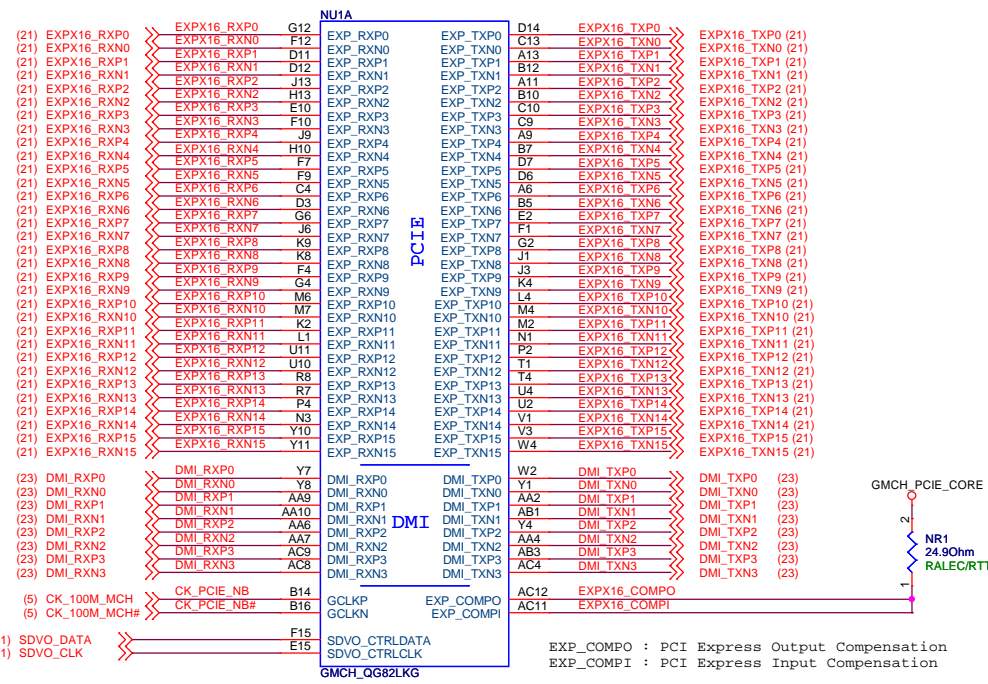 NU1A
(21) EXPX16_RXP0 EXPX16_RXP0 G12 EXP_RXP0 EXP_TXP0 D14 EXPX16_TXP0 EXPX16_TXP0 (21)
(21) EXPX16_RXN0 EXPX16_RXN0 F12 EXP_RXN0 EXP_TXN0 C13 EXPX16_TXN0 EXPX16_TXN0 (21)
(21) EXPX16_RXP1 EXPX16_RXP1 D11 EXP_RXP1 EXP_TXP1 A13 EXPX16_TXP1 EXPX16_TXP1 (21)
(21) EXPX16_RXN1 EXPX16_RXN1 D12 EXP_RXN1 EXP_TXN1 B12 EXPX16_TXN1 EXPX16_TXN1 (21)
(21) EXPX16_RXP2 EXPX16_RXP2 J13 EXP_RXP2 EXP_TXP2 A11 EXPX16_TXP2 EXPX16_TXP2 (21)
(21) EXPX16_RXN2 EXPX16_RXN2 H13 EXP_RXN2 EXP_TXN2 B10 EXPX16_TXN2 EXPX16_TXN2 (21)
(21) EXPX16_RXP3 EXPX16_RXP3 E10 EXP_RXP3 EXP_TXP3 C10 EXPX16_TXP3 EXPX16_TXP3 (21)
(21) EXPX16_RXN3 EXPX16_RXN3 F10 EXP_RXN3 EXP_TXN3 C9 EXPX16_TXN3 EXPX16_TXN3 (21)
(21) EXPX16_RXP4 EXPX16_RXP4 J9 EXP_RXP4 EXP_TXP4 A9 EXPX16_TXP4 EXPX16_TXP4 (21)
(21) EXPX16_RXN4 EXPX16_RXN4 H10 EXP_RXN4 EXP_TXN4 B7 EXPX16_TXN4 EXPX16_TXN4 (21)
(21) EXPX16_RXP5 EXPX16_RXP5 F7 EXP_RXP5 EXP_TXP5 D7 EXPX16_TXP5 EXPX16_TXP5 (21)
(21) EXPX16_RXN5 EXPX16_RXN5 F9 EXP_RXN5 EXP_TXN5 D6 EXPX16_TXN5 EXPX16_TXN5 (21)
(21) EXPX16_RXP6 EXPX16_RXP6 C4 EXP_RXP6 EXP_TXP6 A6 EXPX16_TXP6 EXPX16_TXP6 (21)
(21) EXPX16_RXN6 EXPX16_RXN6 D3 EXP_RXN6 EXP_TXN6 B5 EXPX16_TXN6 EXPX16_TXN6 (21)
(21) EXPX16_RXP7 EXPX16_RXP7 G6 EXP_RXP7 EXP_TXP7 E2 EXPX16_TXP7 EXPX16_TXP7 (21)
(21) EXPX16_RXN7 EXPX16_RXN7 J6 EXP_RXN7 EXP_TXN7 F1 EXPX16_TXN7 EXPX16_TXN7 (21)
PCIE
(21) EXPX16_RXP8 EXPX16_RXP8 K9 EXP_RXP8 EXP_TXP8 G2 EXPX16_TXP8 EXPX16_TXP8 (21)
(21) EXPX16_RXN8 EXPX16_RXN8 K8 EXP_RXN8 EXP_TXN8 J1 EXPX16_TXN8 EXPX16_TXN8 (21)
(21) EXPX16_RXP9 EXPX16_RXP9 F4 EXP_RXP9 EXP_TXP9 J3 EXPX16_TXP9 EXPX16_TXP9 (21)
(21) EXPX16_RXN9 EXPX16_RXN9 G4 EXP_RXN9 EXP_TXN9 K4 EXPX16_TXN9 EXPX16_TXN9 (21)
(21) EXPX16_RXP10 EXPX16_RXP10 M6 EXP_RXP10 EXP_TXP10 L4 EXPX16_TXP10 EXPX16_TXP10 (21)
(21) EXPX16_RXN10 EXPX16_RXN10 M7 EXP_RXN10 EXP_TXN10 M4 EXPX16_TXN10 EXPX16_TXN10 (21)
(21) EXPX16_RXP11 EXPX16_RXP11 K2 EXP_RXP11 EXP_TXP11 M2 EXPX16_TXP11 EXPX16_TXP11 (21)
(21) EXPX16_RXN11 EXPX16_RXN11 L1 EXP_RXN11 EXP_TXN11 N1 EXPX16_TXN11 EXPX16_TXN11 (21)
(21) EXPX16_RXP12 EXPX16_RXP12 U11 EXP_RXP12 EXP_TXP12 P2 EXPX16_TXP12 EXPX16_TXP12 (21)
(21) EXPX16_RXN12 EXPX16_RXN12 U10 EXP_RXN12 EXP_TXN12 T1 EXPX16_TXN12 EXPX16_TXN12 (21)
(21) EXPX16_RXP13 EXPX16_RXP13 R8 EXP_RXP13 EXP_TXP13 T4 EXPX16_TXP13 EXPX16_TXP13 (21)
(21) EXPX16_RXN13 EXPX16_RXN13 R7 EXP_RXN13 EXP_TXN13 U4 EXPX16_TXN13 EXPX16_TXN13 (21)
(21) EXPX16_RXP14 EXPX16_RXP14 P4 EXP_RXP14 EXP_TXP14 U2 EXPX16_TXP14 EXPX16_TXP14 (21)
(21) EXPX16_RXN14 EXPX16_RXN14 N3 EXP_RXN14 EXP_TXN14 V1 EXPX16_TXN14 EXPX16_TXN14 (21)
(21) EXPX16_RXP15 EXPX16_RXP15 Y10 EXP_RXP15 EXP_TXP15 V3 EXPX16_TXP15 EXPX16_TXP15 (21)
(21) EXPX16_RXN15 EXPX16_RXN15 Y11 EXP_RXN15 EXP_TXN15 W4 EXPX16_TXN15 EXPX16_TXN15 (21)
(23) DMI_RXP0 DMI_RXP0 Y7 DMI_RXP0 DMI_TXP0 W2 DMI_TXP0 DMI_TXP0 (23)
(23) DMI_RXN0 DMI_RXN0 Y8 DMI_RXN0 DMI_TXN0 Y1 DMI_TXN0 DMI_TXN0 (23)
(23) DMI_RXP1 DMI_RXP1 AA9 DMI_RXP1 DMI_TXP1 AA2 DMI_TXP1 DMI_TXP1 (23)
(23) DMI_RXN1 DMI_RXN1 AA10 DMI_RXN1 DMI DMI_TXN1 AB1 DMI_TXN1 DMI_TXN1 (23)
(23) DMI_RXP2 DMI_RXP2 AA6 DMI_RXP2 DMI_TXP2 Y4 DMI_TXP2 DMI_TXP2 (23)
(23) DMI_RXN2 DMI_RXN2 AA7 DMI_RXN2 DMI_TXN2 AA4 DMI_TXN2 DMI_TXN2 (23)
(23) DMI_RXP3 DMI_RXP3 AC9 DMI_RXP3 DMI_TXP3 AB3 DMI_TXP3 DMI_TXP3 (23)
(23) DMI_RXN3 DMI_RXN3 AC8 DMI_RXN3 DMI_TXN3 AC4 DMI_TXN3 DMI_TXN3 (23)
GMCH_PCIE_CORE
2
NR1
24.9Ohm
RALEC/RTT
1
(5) CK_100M_MCH CK_PCIE_NB B14 GCLKP EXP_COMPO AC12 EXPX16_COMPO
(5) CK_100M_MCH# CK_PCIE_NB# B16 GCLKN EXP_COMPI AC11 EXPX16_COMPI
1) SDVO_DATA F15 SDVO_CTRLDATA
1) SDVO_CLK E15 SDVO_CTRLCLK
GMCH_QG82LKG
EXP_COMPO : PCI Express Output Compensation
EXP_COMPI : PCI Express Input Compensation